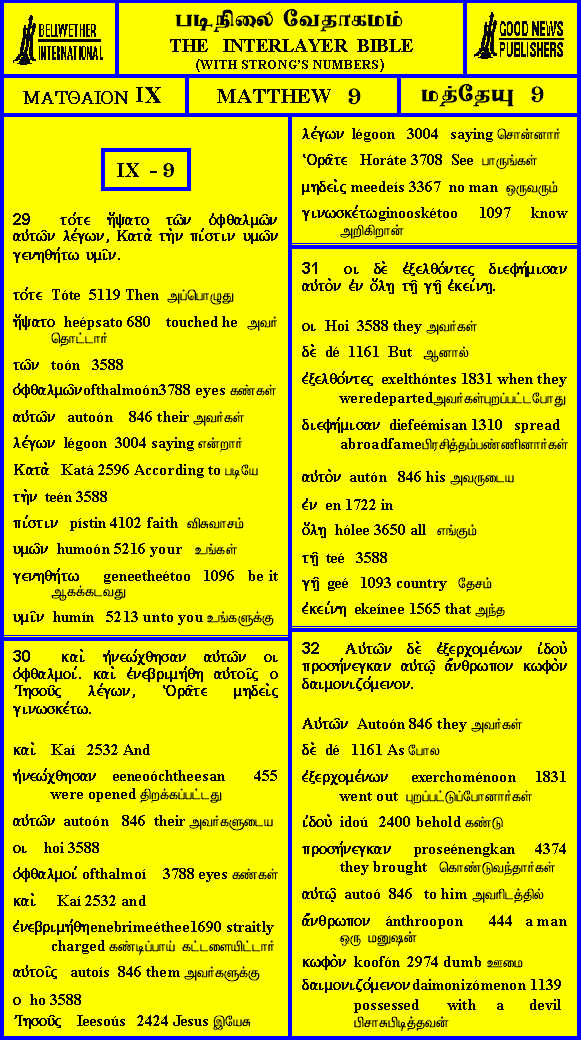 BELLWETHER
INTERNATIONAL
படிநிலை வேதாகமம்
THE INTERLAYER BIBLE
(WITH STRONG'S NUMBERS)
GOOD NEWS
PUBLISHERS
ΜΑΤΘΑΙΟΝ IX
MATTHEW 9
மத்தேயு 9
IX - 9
29 τότε ἥψατο τῶν ὀφθαλμῶν
αὐτῶν λέγων, Κατὰ τὴν πίστιν υμῶν
γενηθήτω υμῖν.
τότε Tóte 5119 Then அப்பொழுது
ἥψατο heépsato 680 touched he அவர்
தொட்டார்
τῶν toón 3588
ὀφθαλμῶν ofthalmoón3788 eyes கண்கள்
αὐτῶν autoón 846 their அவர்கள்
λέγων légoon 3004 saying என்றார்
Κατὰ Katá 2596 According to படியே
τὴν teén 3588
πίστιν pístin 4102 faith விசுவாசம்
υμῶν humoón 5216 your உங்கள்
γενηθήτω geneetheétoo 1096 be it
ஆகக்கடவது
υμῖν humín 5213 unto you உங்களுக்கு
30 καὶ ἠνεῴχθησαν αὐτῶν οι
ὀφθαλμοί. καὶ ἐνεβριμήθη αὐτοῖς ο
Ἰησοῦς λέγων, Ὁρᾶτε μηδεὶς
γινωσκέτω.
καὶ Kaí 2532 And
ἠνεῴχθησαν eeneoóchtheesan 455
were opened திறக்கப்பட்டது
αὐτῶν autoón 846 their அவர்களுடைய
οι hoi 3588
ὀφθαλμοί ofthalmoí 3788 eyes கண்கள்
καὶ Kaí 2532 and
ἐνεβριμήθη enebrimeéthee1690 straitly
charged கண்டிப்பாய் கட்டளையிட்டார்
αὐτοῖς autoís 846 them அவர்களுக்கு
ο ho 3588
Ἰησοῦς Ieesoús 2424 Jesus இயேசு
λέγων légoon 3004 saying சொன்னார்
Ὁρᾶτε Horáte 3708 See பாருங்கள்
μηδεὶς meedeís 3367 no man ஒருவரும்
γινωσκέτω ginooskétoo 1097 know
அறிகிறான்
31 οι δὲ ἐξελθόντες διεφήμισαν
αὐτὸν ἐν ὅλῃ τῇ γῇ ἐκείνῃ.
οι Hoi 3588 they அவர்கள்
δὲ dé 1161 But ஆனால்
ἐξελθόντες exelthóntes 1831 when they
weredeparted அவர்கள்புறப்பட்டபோது
διεφήμισαν diefeémisan 1310 spread
abroadfame பிரசித்தம்பண்ணினார்கள்
αὐτὸν autón 846 his அவருடைய
ἐν en 1722 in
ὅλῃ hólee 3650 all எங்கும்
τῇ teé 3588
γῇ geé 1093 country தேசம்
ἐκείνῃ ekeínee 1565 that அந்த
32 Αὐτῶν δὲ ἐξερχομένων ἰδοὺ
προσήνεγκαν αὐτῷ ἄνθρωπον κωφὸν
δαιμονιζόμενον.
Αὐτῶν Autoón 846 they அவர்கள்
δὲ dé 1161 As போல
ἐξερχομένων exerchoménoon 1831
went out புறப்பட்டுப்போனார்கள்
ἰδοὺ idoú 2400 behold கண்டு
προσήνεγκαν proseénengkan 4374
they brought கொண்டுவந்தார்கள்
αὐτῷ autoó 846 to him அவரிடத்தில்
ἄνθρωπον ánthroopon 444 a man
ஒரு மனுஷன்
κωφὸν koofón 2974 dumb ஊமை
δαιμονιζόμενον daimonizómenon 1139
possessed with a devil
பிசாசுபிடித்தவன்